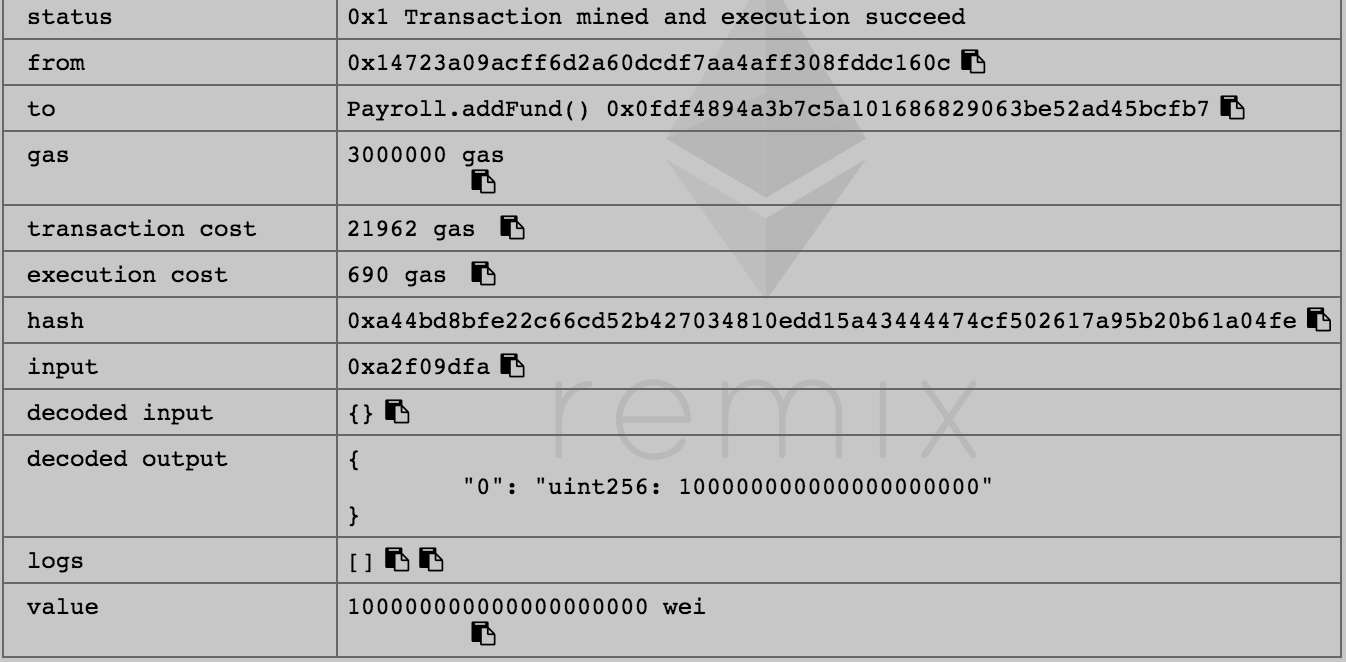 status 0x1 Transaction mined and execution succeed
from 0x14723a09acff6d2a60dcdf7aa4aff308fddc160c
to Payroll.addFund() 0x0fdf4894a3b7c5a101686829063be52ad45bcfb7
gas 3000000 gas
transaction cost 21962 gas
execution cost 690 gas
hash 0xa44bd8bfe22c66cd52b427034810edd15a43444474cf502617a95b20b61a04fe
input 0xa2f09dfa
remix
decoded input {}
decoded output {
"0": "uint256: 100000000000000000000"
}
logs []
value 100000000000000000000 wei